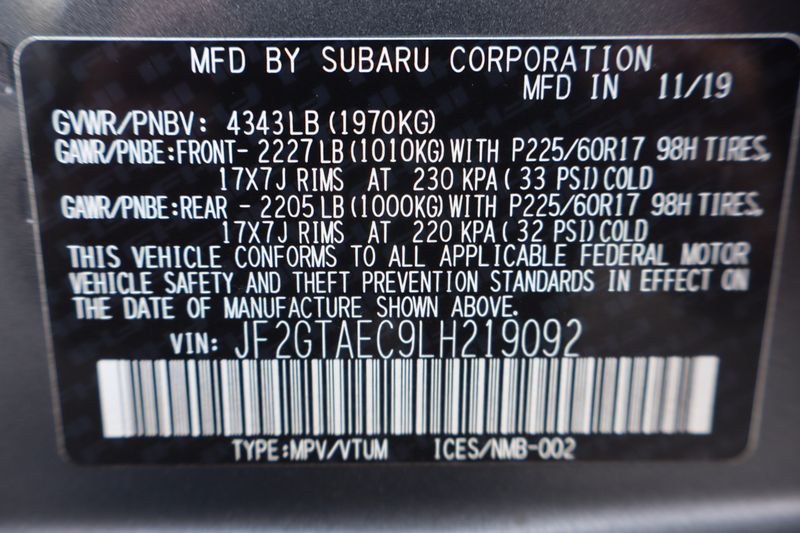 MFD BY SUBARU CORPORATION
MFD IN 11/19
GVWR/PNBV: 4343LB (1970KG)
GAWR/PNBE:FRONT- 2227LB (1010KG) WITH P225/60R17 98H TIRES,
17X7J RIMS AT 230 KPA ( 33 PSI) COLD
GAWR/PNBE:REAR - 2205LB (1000KG) WITH P225/60R17 98H TIRES,
17X7J RIMS AT 220 KPA ( 32 PSI) COLD
THIS VEHICLE CONFORMS TO ALL APPLICABLE FEDERAL MOTOR
VEHICLE SAFETY AND THEFT PREVENTION STANDARDS IN EFFECT ON
THE DATE OF MANUFACTURE SHOWN ABOVE.
VIN: JF2GTAEC9LH219092
TYPE:MPV/VTUM ICES/NMB-002